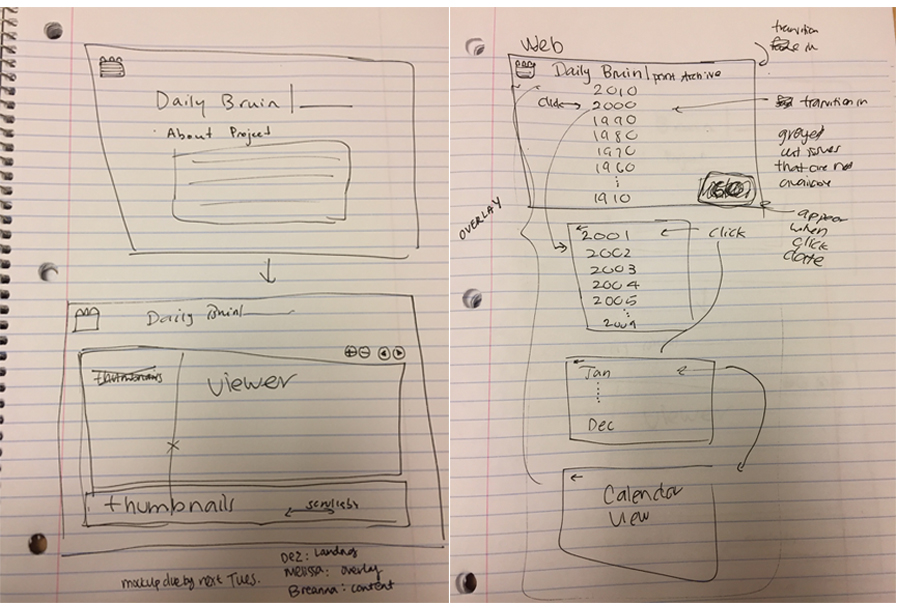 Daily Bruin
About Project
Daily Bruin
thumbnails
viewer
thumbnails
scrollable
mockup due by next Tues.
Dez: Landing
Melissa: overlay
Breanna: content
Web
transition
in
Daily Bruin | print Archive
2010
click
2000
transition in
1990
1980
1970
1960
1910
grayed
out issues
that are not
available
OVERLAY
appear
when
click
date
2001
click
2002
2003
2004
2005
2009
Jan
Dec
Calendar
View